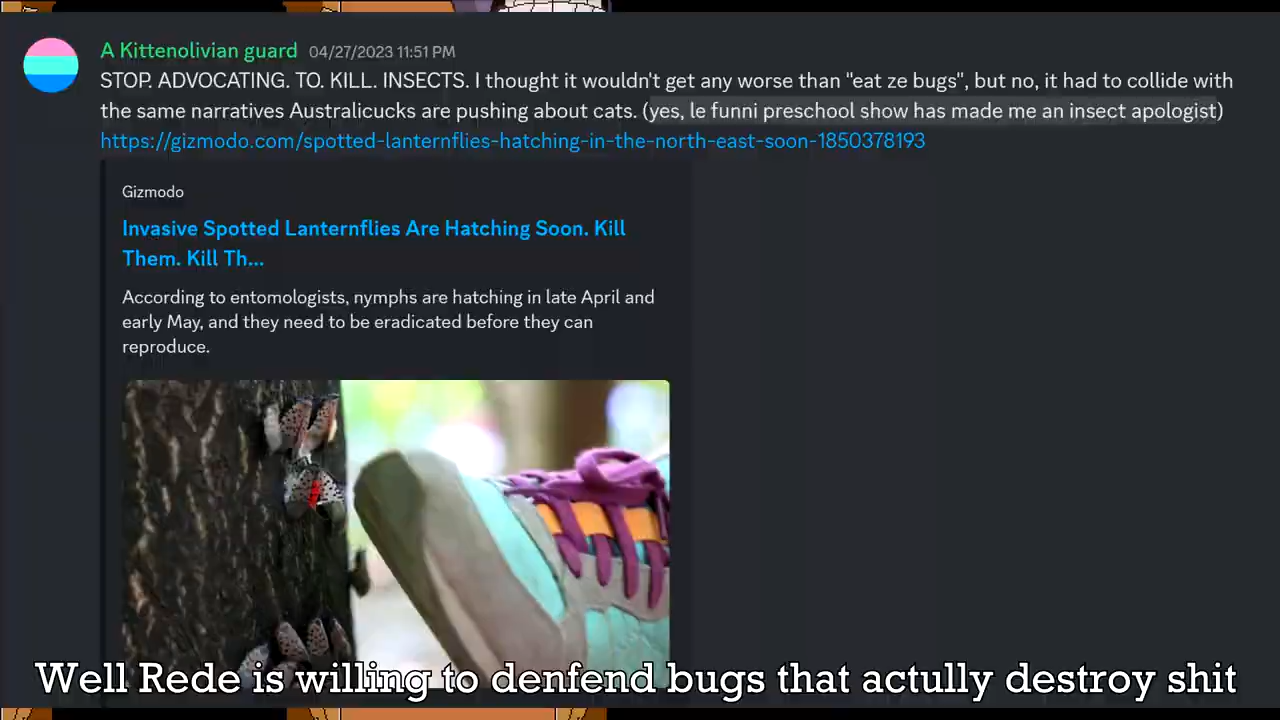 A Kittenolivian guard 04/27/2023 11:51 PM
STOP. ADVOCATING. TO. KILL. INSECTS. I thought it wouldn't get any worse than "eat ze bugs", but no, it had to collide with
the same narratives Australicucks are pushing about cats. (yes, le funni preschool show has made me an insect apologist)
https://gizmodo.com/spotted-lanternflies-hatching-in-the-north-east-soon-1850378193
Gizmodo
Invasive Spotted Lanternflies Are Hatching Soon. Kill
Them. Kill Th...
According to entomologists, nymphs are hatching in late April and
early May, and they need to be eradicated before they can
reproduce.
Well Rede is willing to denfend bugs that actully destroy shit